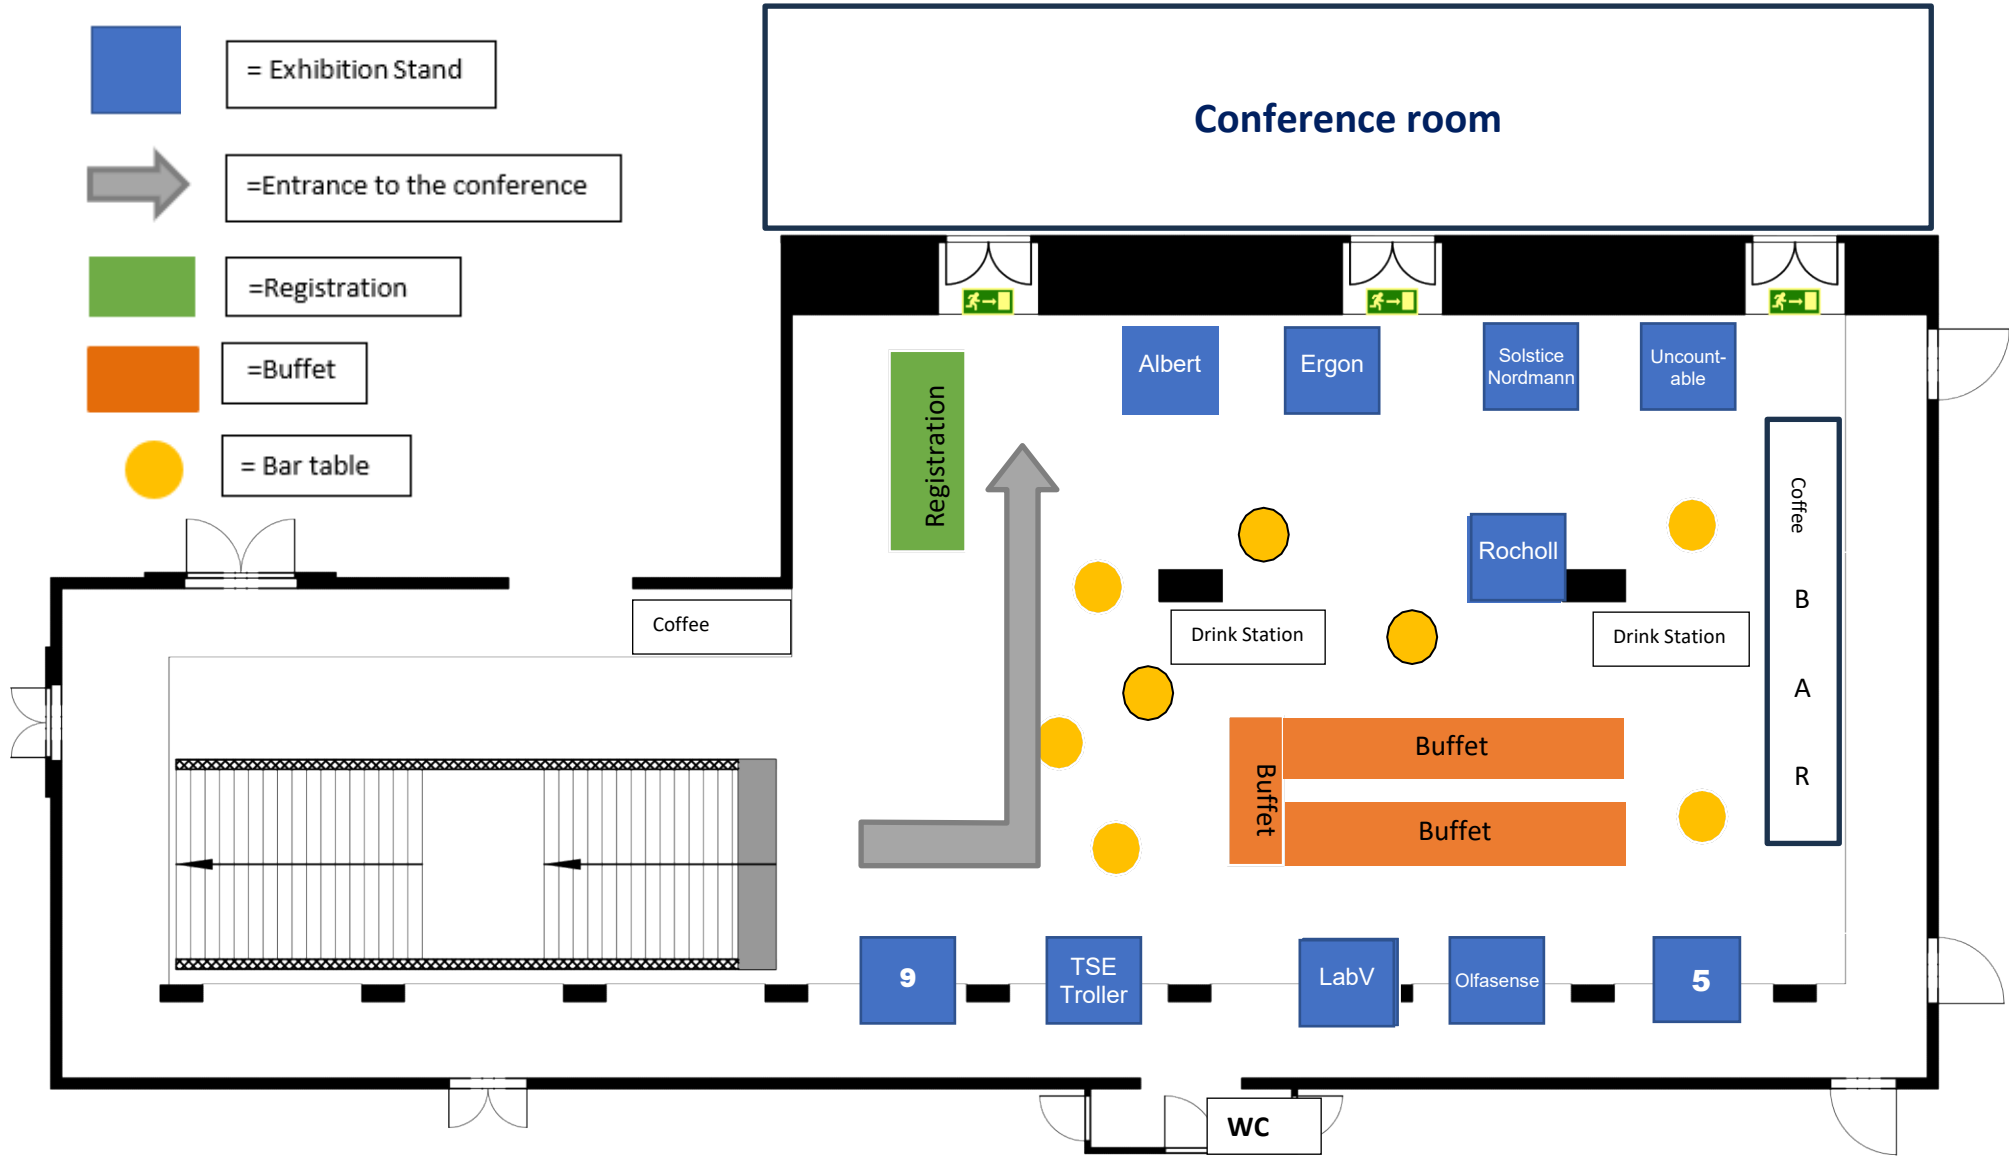 = Exhibition Stand
=Entrance to the conference
=Registration
=Buffet
= Bar table
Conference room
Registration
Albert
Ergon
Solstice
Nordmann
Uncount-
able
Coffee
B
A
R
Rocholl
Coffee
Drink Station
Drink Station
Buffet
Buffet
Buffet
9
TSE
Troller
LabV
Olfasense
5
WC